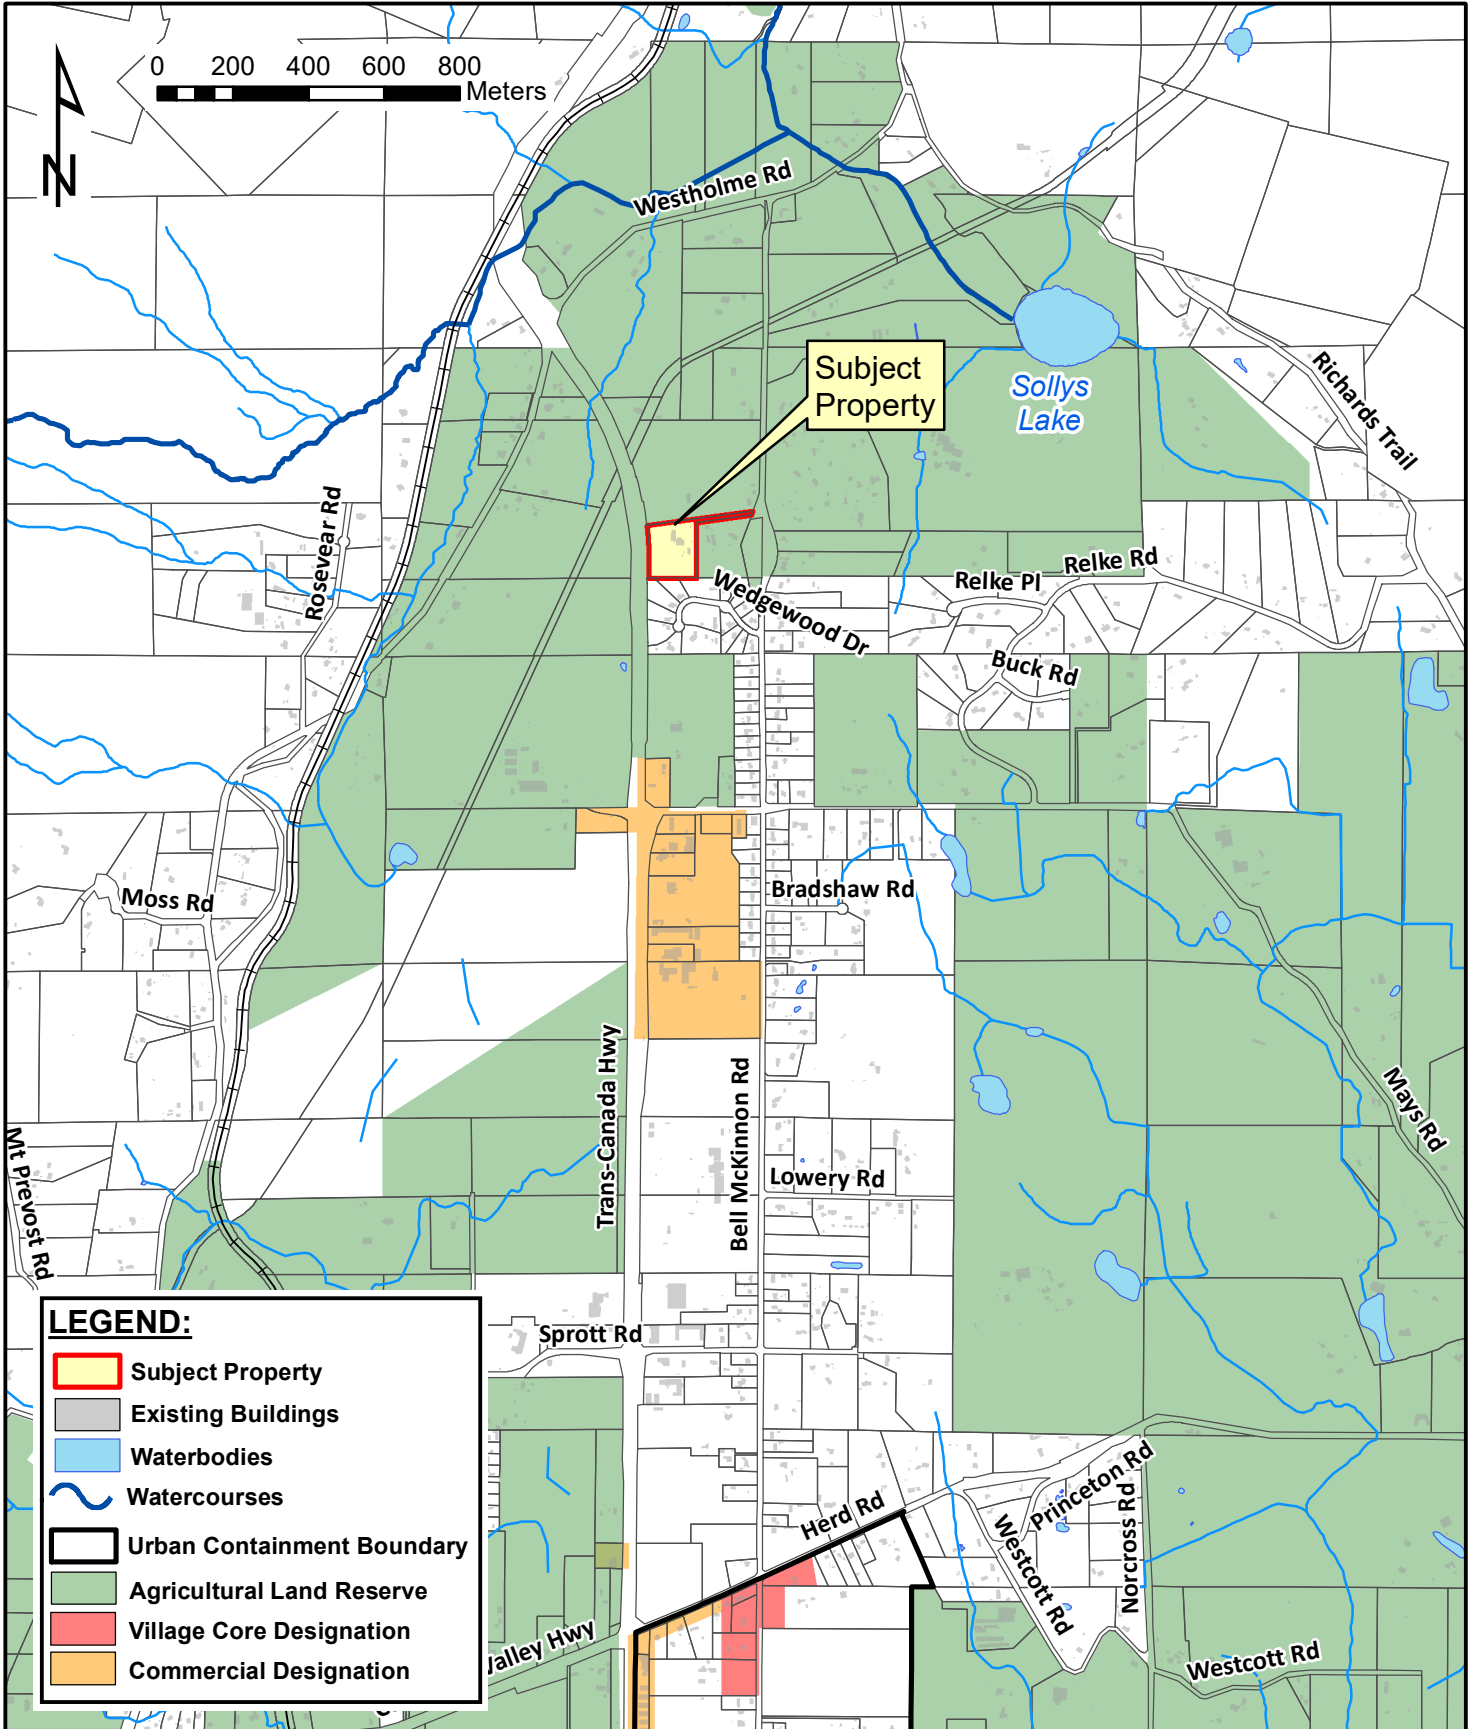 0 200 400 600 800
Meters
N
Westholme Rd
Subject
Property
Sollys
Lake
Richards Trail
Rosevear Rd
Relke Rd
Relke Pl
Wedgewood Dr
Buck Rd
Bradshaw Rd
Moss Rd
Trans-Canada Hwy
Bell McKinnon Rd
Mays Rd
Mt Prevost Rd
Lowery Rd
Sprott Rd
Herd Rd
Princeton Rd
Norcross Rd
Westcott Rd
Westcott Rd
Valley Hwy
LEGEND:
Subject Property
Existing Buildings
Waterbodies
Watercourses
Urban Containment Boundary
Agricultural Land Reserve
Village Core Designation
Commercial Designation